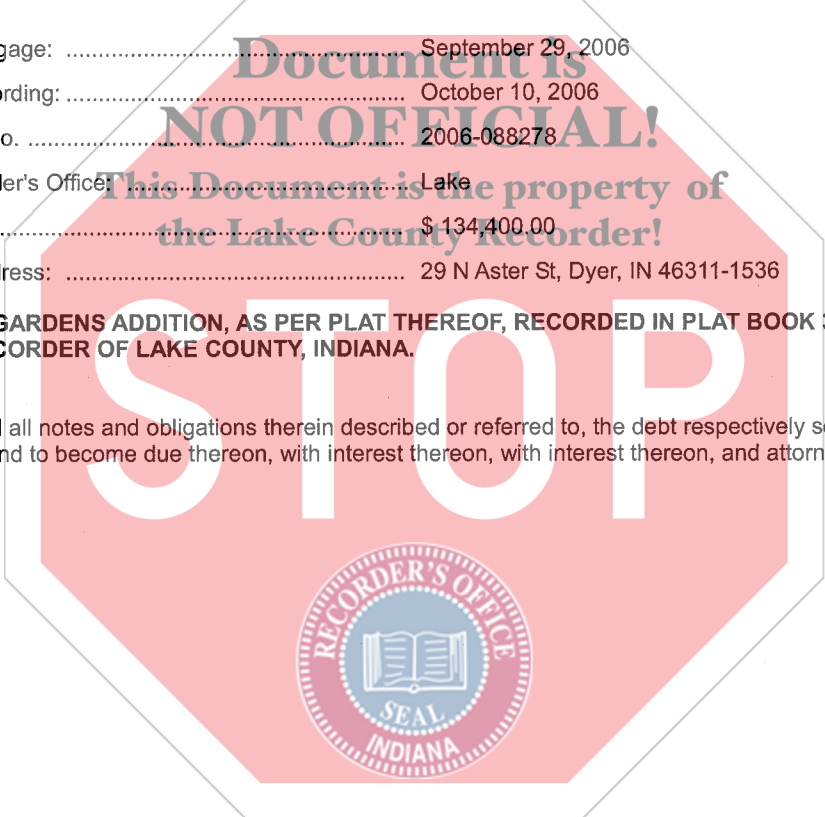 gage: ........................................................ September 29, 2006
Document is
ording: ........................................................ October 10, 2006
NOT OFFICIAL!
o. ............................................................... 2006-088278
ler's Office: ............................................... Lake
This Document is the property of
................................................................... $ 134,400.00
the Lake County Recorder!
ress: ......................................................... 29 N Aster St, Dyer, IN 46311-1536
STOP
GARDENS ADDITION, AS PER PLAT THEREOF, RECORDED IN PLAT BOOK
CORDER OF LAKE COUNTY, INDIANA.
all notes and obligations therein described or referred to, the debt respectively s
nd to become due thereon, with interest thereon, with interest thereon, and attorn
RECORDER'S OFFICE
SEAL
INDIANA